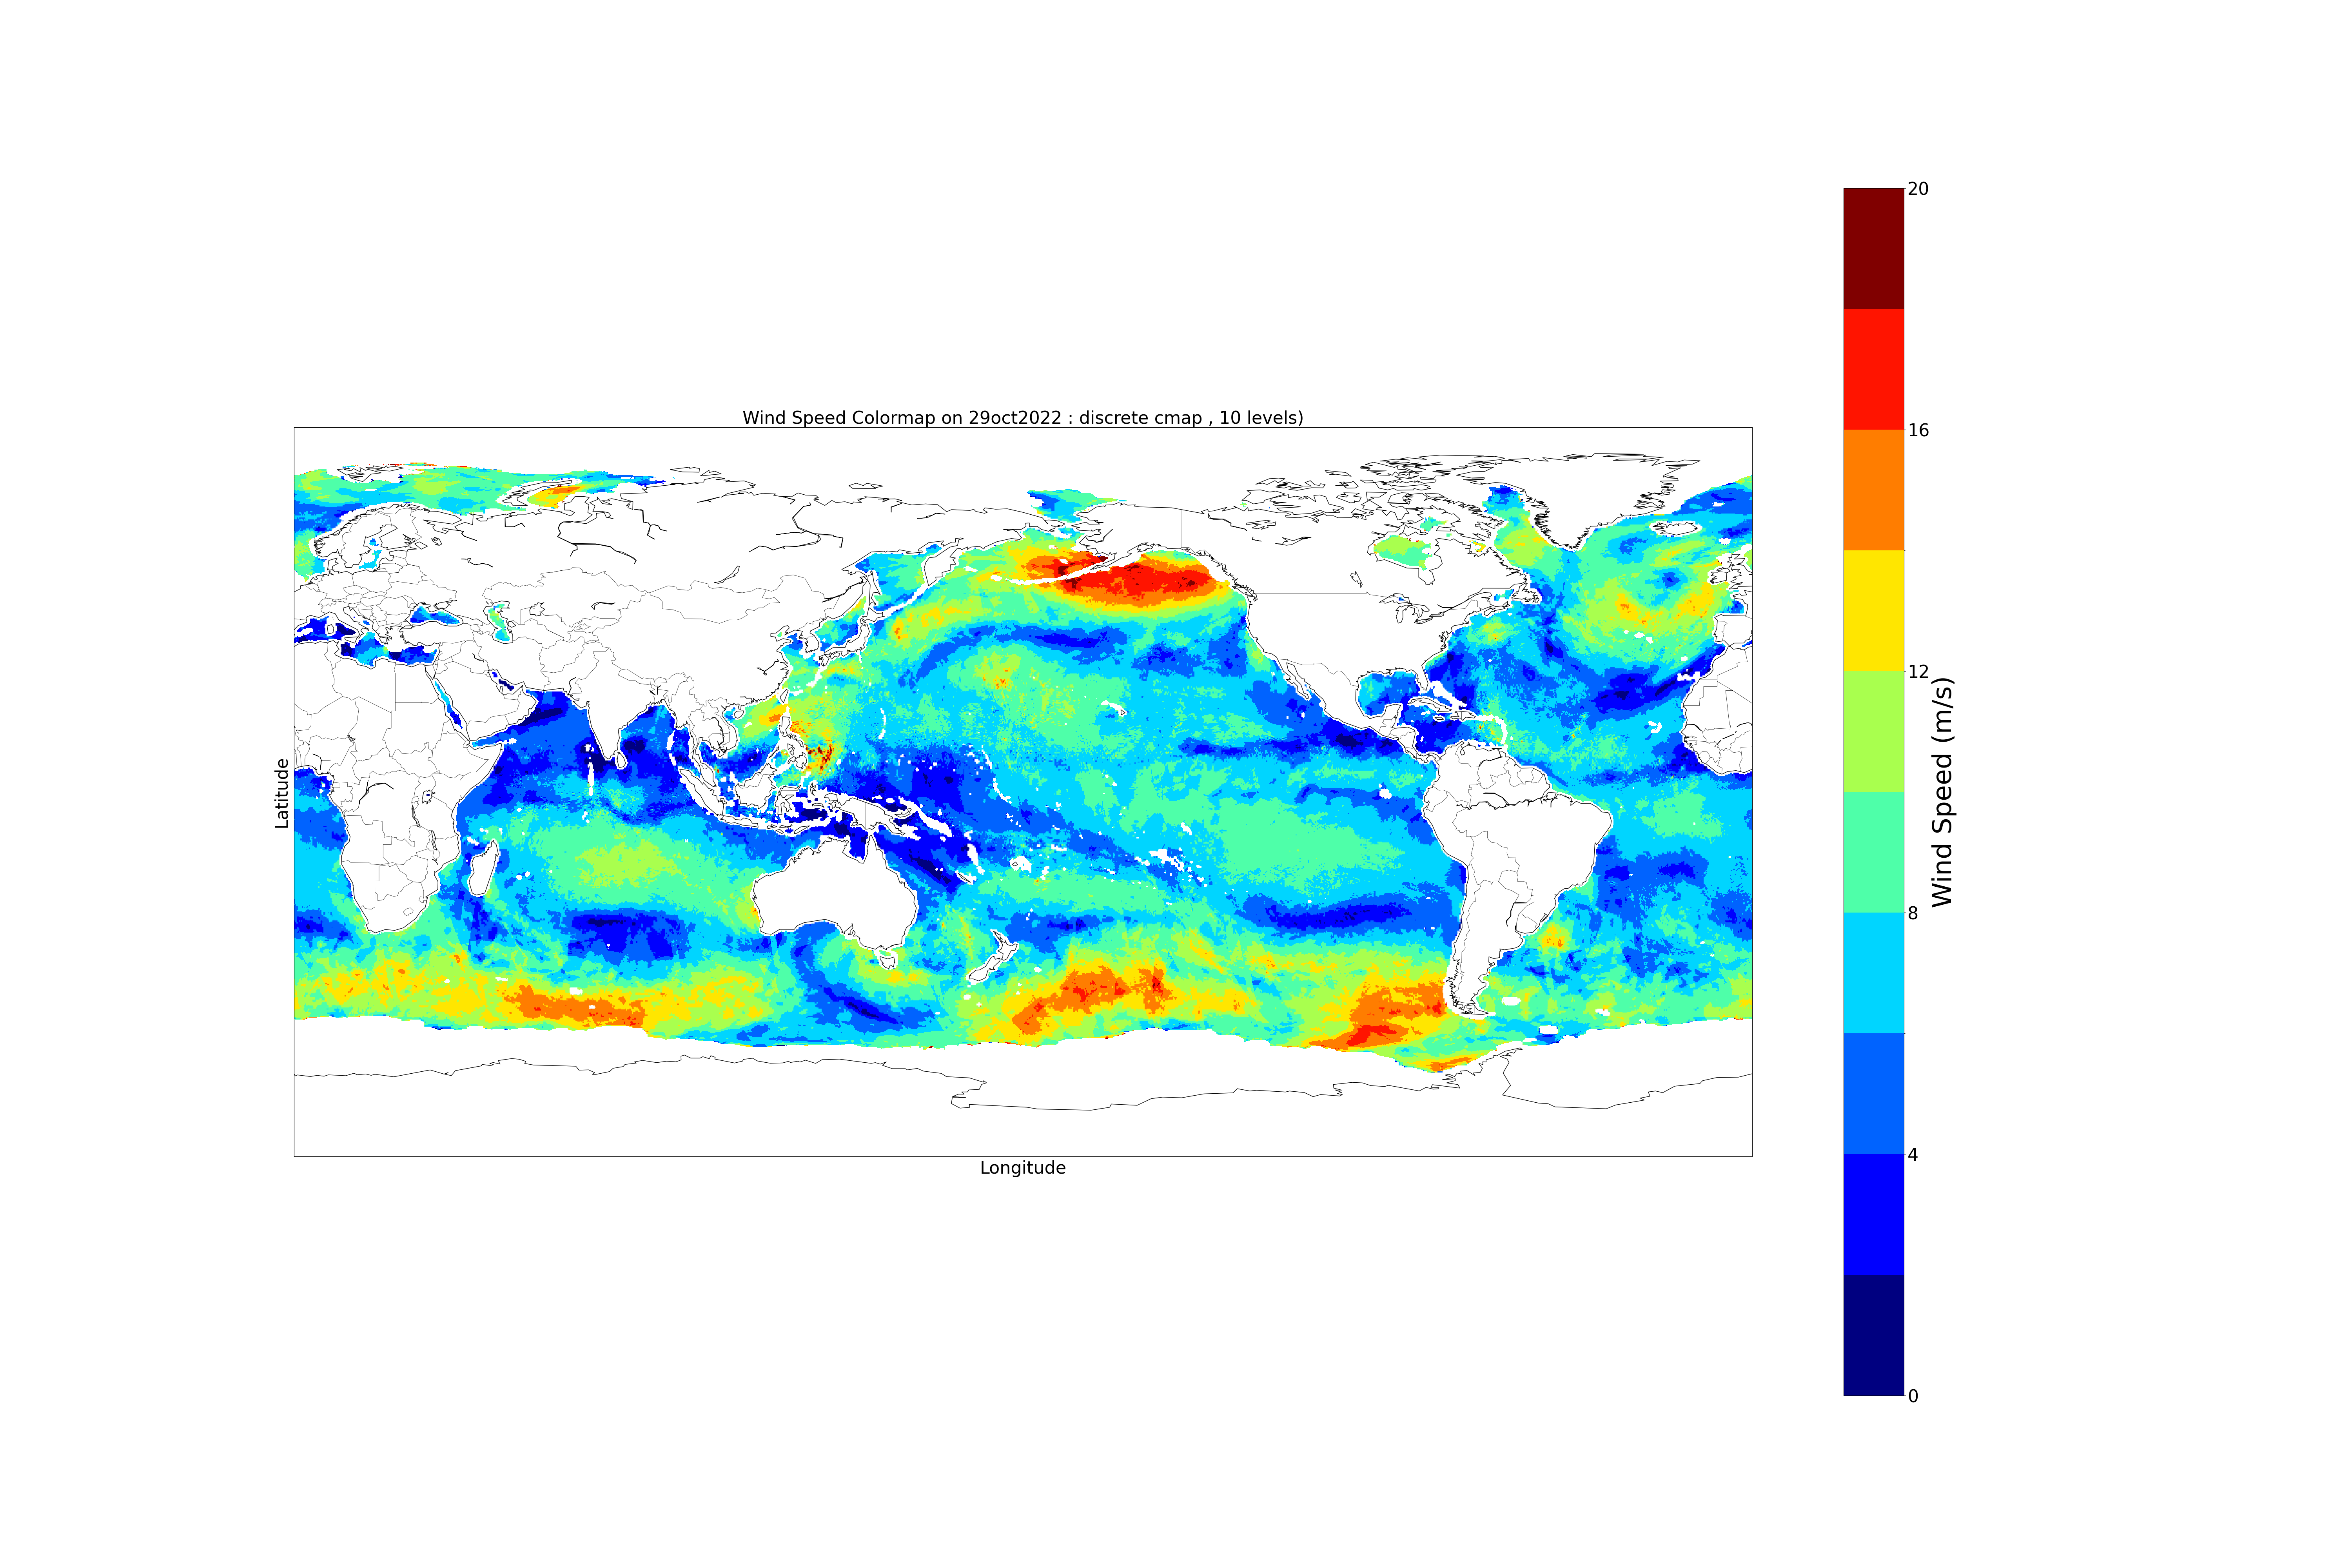 Wind Speed Colormap on 29oct2022 : discrete cmap , 10 levels)
Latitude
Longitude
20
16
12
8
4
0
Wind Speed (m/s)